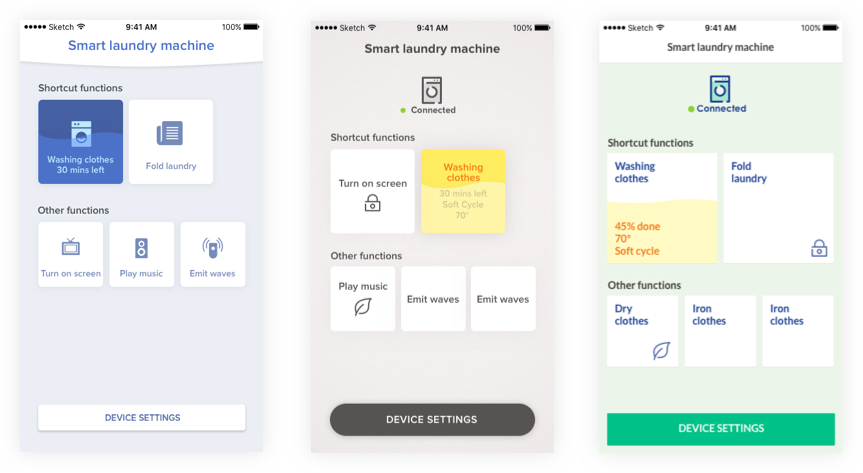 ●●●●● Sketch 9:41 AM 100%
Smart laundry machine
Shortcut functions
Washing clothes
30 mins left
Fold laundry
Other functions
Turn on screen
Play music
Emit waves
DEVICE SETTINGS
●●●●● Sketch 9:41 AM 100%
Smart laundry machine
Connected
Shortcut functions
Turn on screen
Washing
clothes
30 mins left
Soft Cycle
70°
Other functions
Play music
Emit waves
Emit waves
DEVICE SETTINGS
●●●●● Sketch 9:41 AM 100%
Smart laundry machine
Connected
Shortcut functions
Washing
clothes
45% done
70°
Soft cycle
Fold
laundry
Other functions
Dry
clothes
Iron
clothes
Iron
clothes
DEVICE SETTINGS